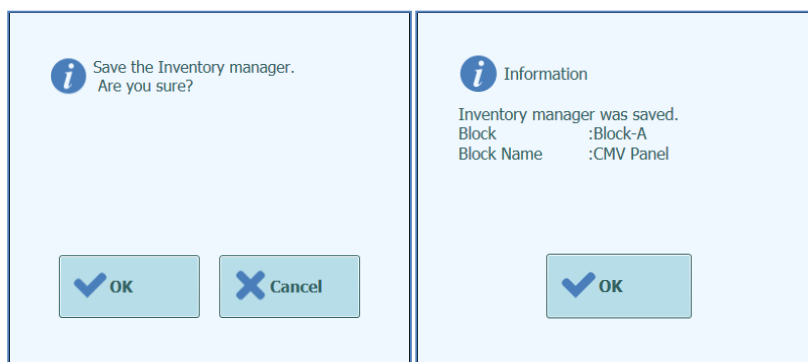 Save the Inventory manager.
Are you sure?
OK
Cancel
Information
Inventory manager was saved.
Block :Block-A
Block Name :CMV Panel
OK